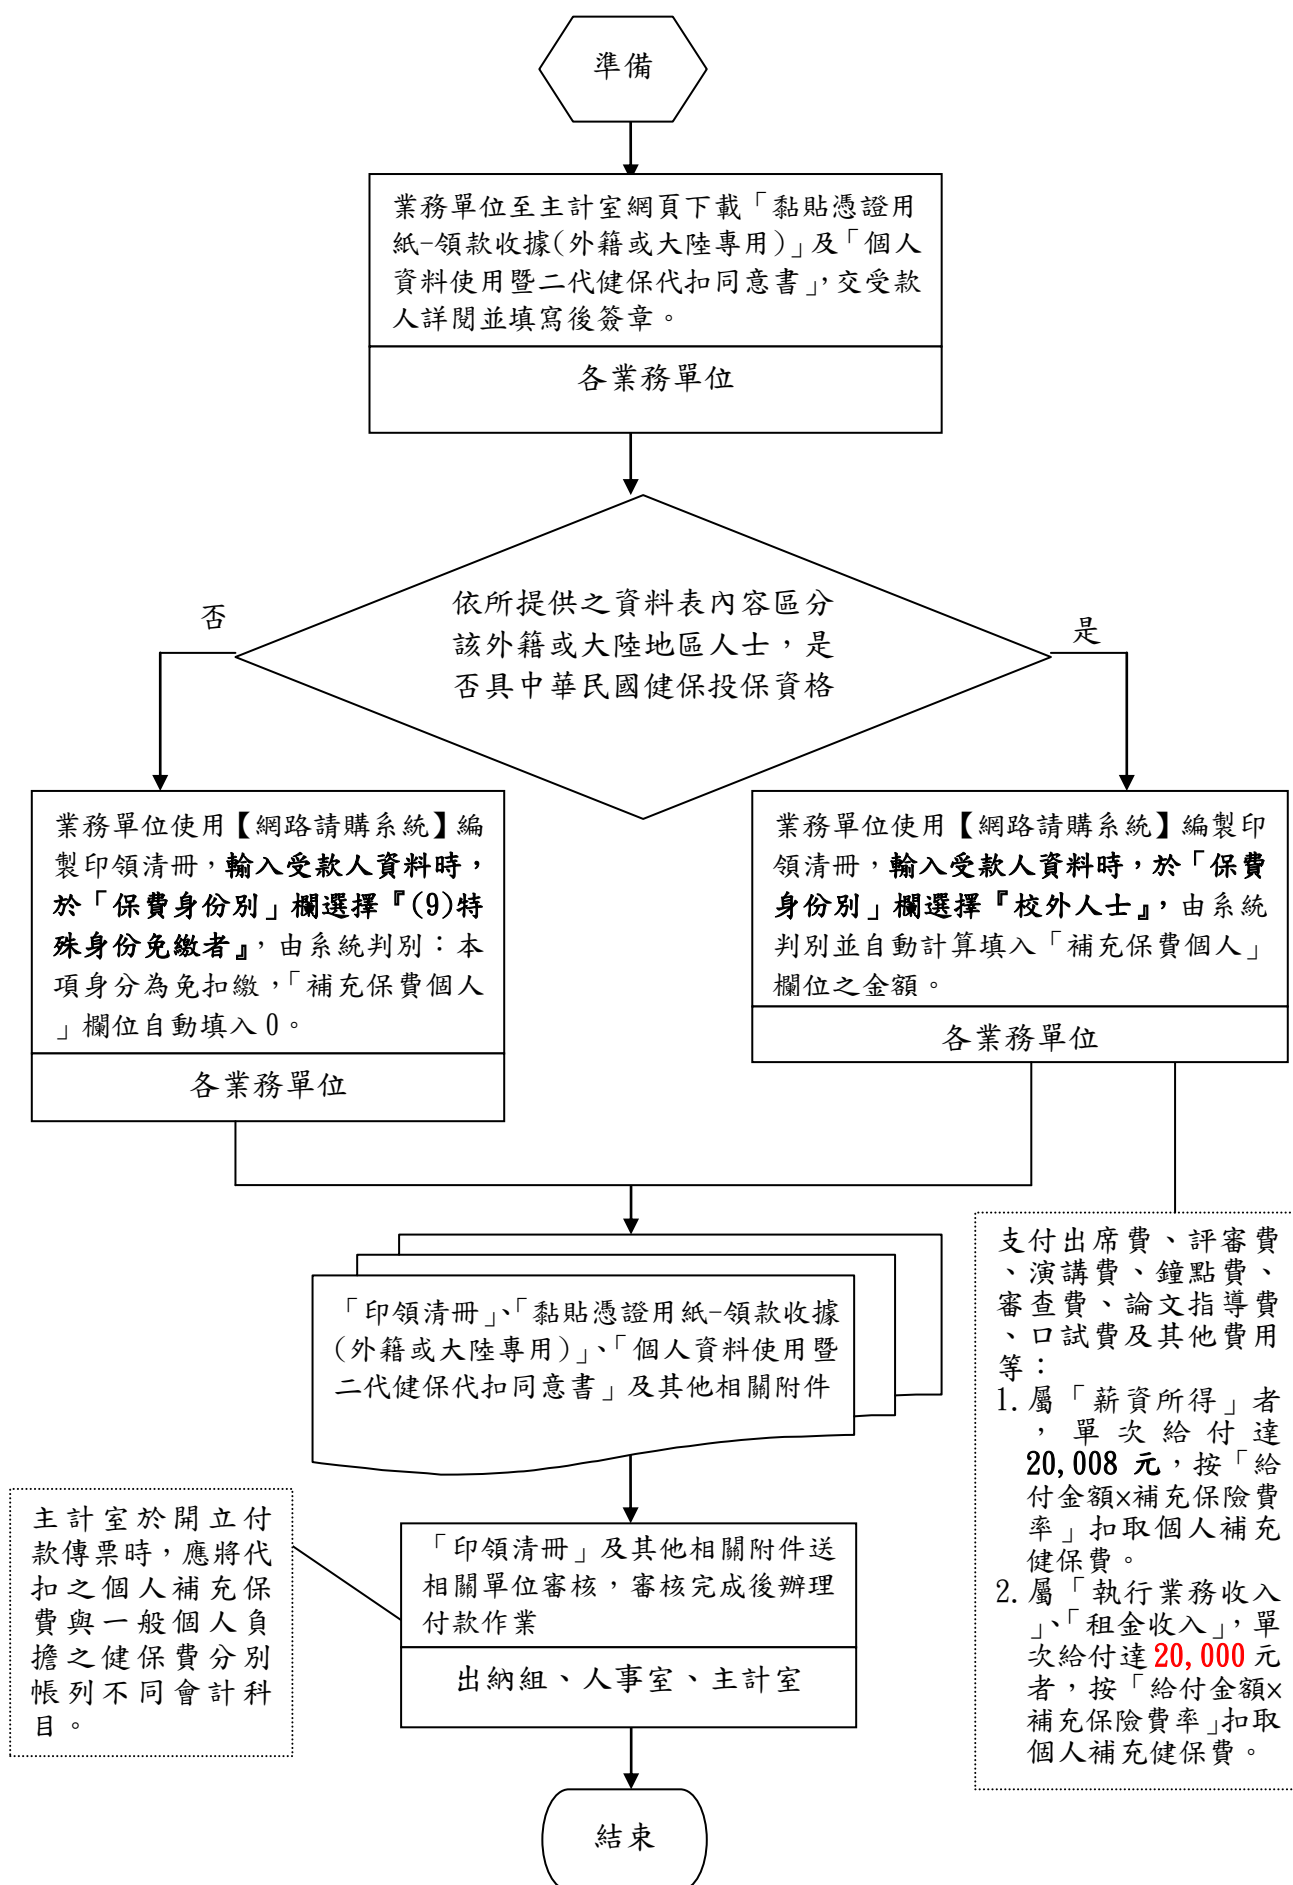 準備
業務單位至主計室網頁下載「黏貼憑證用
紙-領款收據(外籍或大陸專用)」及「個人
資料使用暨二代健保代扣同意書」,交受款
人詳閱並填寫後簽章。
各業務單位
依所提供之資料表內容區分
該外籍或大陸地區人士，是
否具中華民國健保投保資格
否
是
業務單位使用【網路請購系統】編
製印領清冊，輸入受款人資料時，
於「保費身份別」欄選擇『(9)特
殊身份免繳者』，由系統判別：本
項身分為免扣繳，「補充保費個人
」欄位自動填入 0。
各業務單位
業務單位使用【網路請購系統】編製印
領清冊，輸入受款人資料時，於「保費
身份別」欄選擇『校外人士』，由系統
判別並自動計算填入「補充保費個人」
欄位之金額。
各業務單位
「印領清冊」、「黏貼憑證用紙-領款收據
(外籍或大陸專用)」、「個人資料使用暨
二代健保代扣同意書」及其他相關附件
支付出席費、評審費
、演講費、鐘點費、
審查費、論文指導費
、口試費及其他費用
等：
1. 屬「薪資所得」者
，單次給付達
20,008 元，按「給
付金額×補充保險費
率」扣取個人補充
健保費。
2. 屬「執行業務收入
」、「租金收入」，單
次給付達 20,000 元
者，按「給付金額×
補充保險費率」扣取
個人補充健保費。
主計室於開立付
款傳票時，應將代
扣之個人補充保
費與一般個人負
擔之健保費分別
帳列不同會計科
目。
「印領清冊」及其他相關附件送
相關單位審核，審核完成後辦理
付款作業
出納組、人事室、主計室
結束